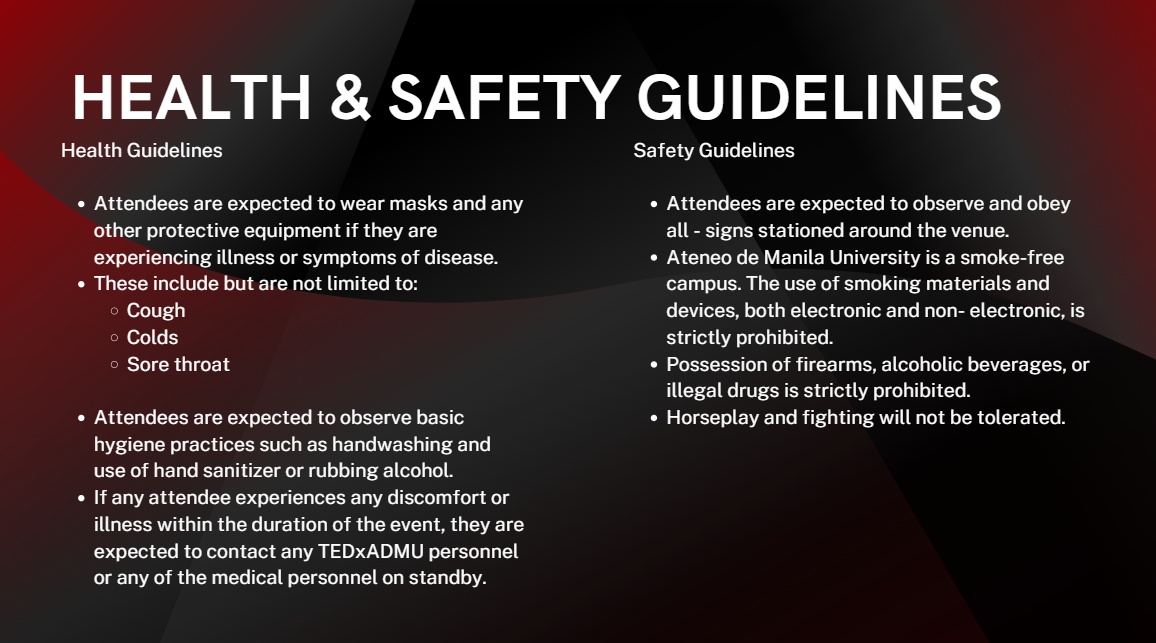 HEALTH & SAFETY GUIDELINES
Health Guidelines
• Attendees are expected to wear masks and any
other protective equipment if they are
experiencing illness or symptoms of disease.
• These include but are not limited to:
◦ Cough
◦ Colds
◦ Sore throat
• Attendees are expected to observe basic
hygiene practices such as handwashing and
use of hand sanitizer or rubbing alcohol.
• If any attendee experiences any discomfort or
illness within the duration of the event, they are
expected to contact any TEDxADMU personnel
or any of the medical personnel on standby.
Safety Guidelines
• Attendees are expected to observe and obey
all - signs stationed around the venue.
• Ateneo de Manila University is a smoke-free
campus. The use of smoking materials and
devices, both electronic and non- electronic, is
strictly prohibited.
• Possession of firearms, alcoholic beverages, or
illegal drugs is strictly prohibited.
• Horseplay and fighting will not be tolerated.